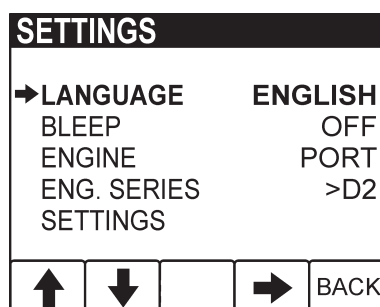 SETTINGS
LANGUAGE ENGLISH
BLEEP OFF
ENGINE PORT
ENG. SERIES >D2
SETTINGS
BACK